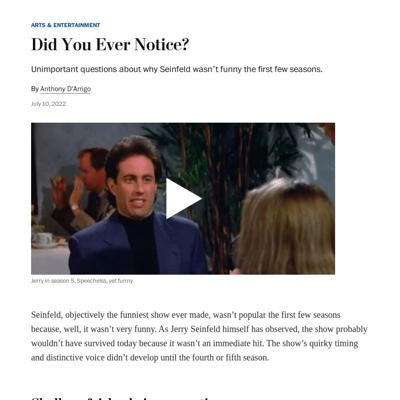 ARTS & ENTERTAINMENT
Did You Ever Notice?
Unimportant questions about why Seinfeld wasn't funny the first few seasons.
By Anthony D'Arrigo
July 10, 2022
Jerry in season 5. Speechelss, yet funny
Seinfeld, objectively the funniest show ever made, wasn't popular the first few seasons
because, well, it wasn't very funny. As Jerry Seinfeld himself has observed, the show probably
wouldn't have survived today because it wasn't an immediate hit. The show's quirky timing
and distinctive voice didn't develop until the fourth or fifth season.